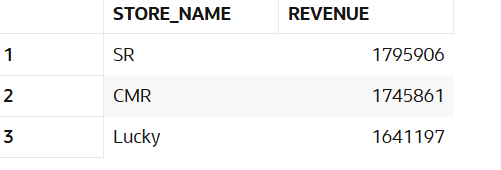 STORE_NAME REVENUE
1 SR 1795906
2 CMR 1745861
3 Lucky 1641197